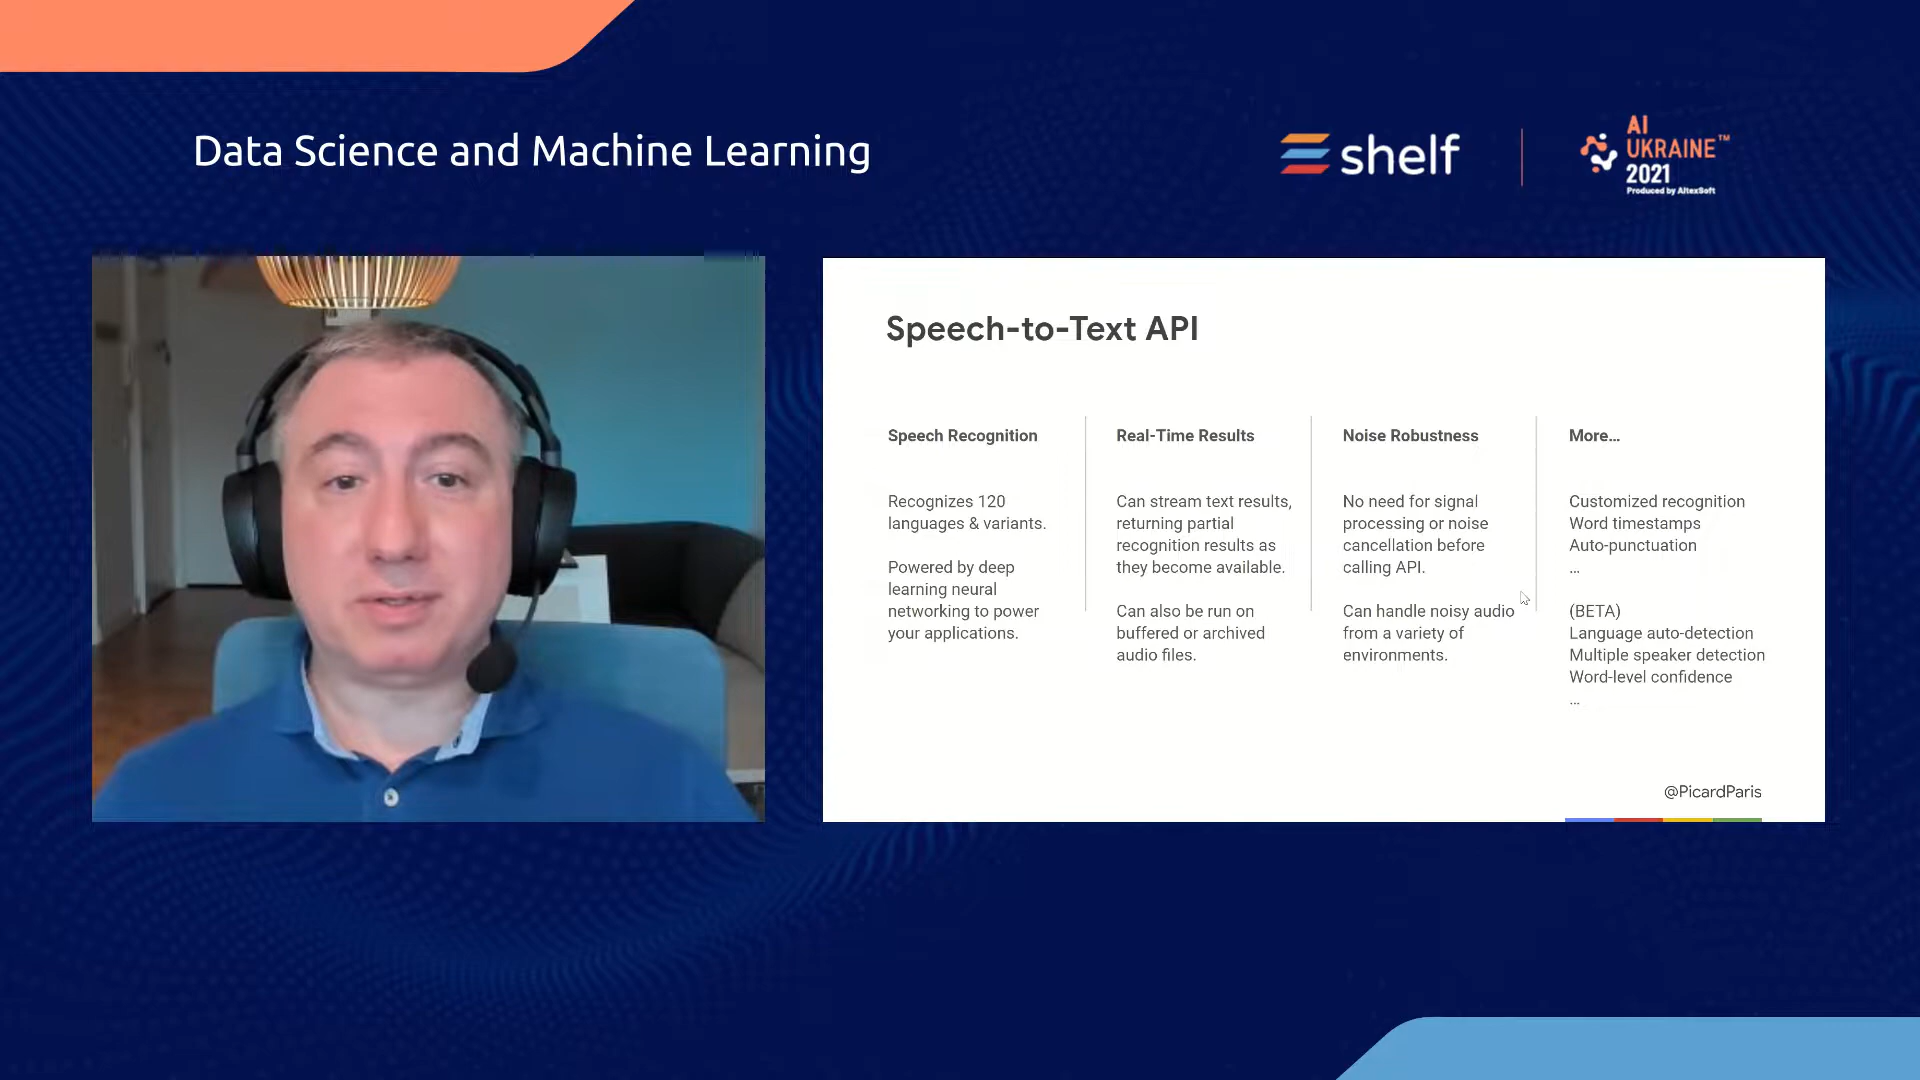 Data Science and Machine Learning
shelf
AI
UKRAINE™
2021
Produced by AltexSoft
Speech-to-Text API
Speech Recognition
Recognizes 120
languages & variants.
Powered by deep
learning neural
networking to power
your applications.
Real-Time Results
Can stream text results,
returning partial
recognition results as
they become available.
Can also be run on
buffered or archived
audio files.
Noise Robustness
No need for signal
processing or noise
cancellation before
calling API.
Can handle noisy audio
from a variety of
environments.
More…
Customized recognition
Word timestamps
Auto-punctuation
…
(BETA)
Language auto-detection
Multiple speaker detection
Word-level confidence
…
@PicardParis